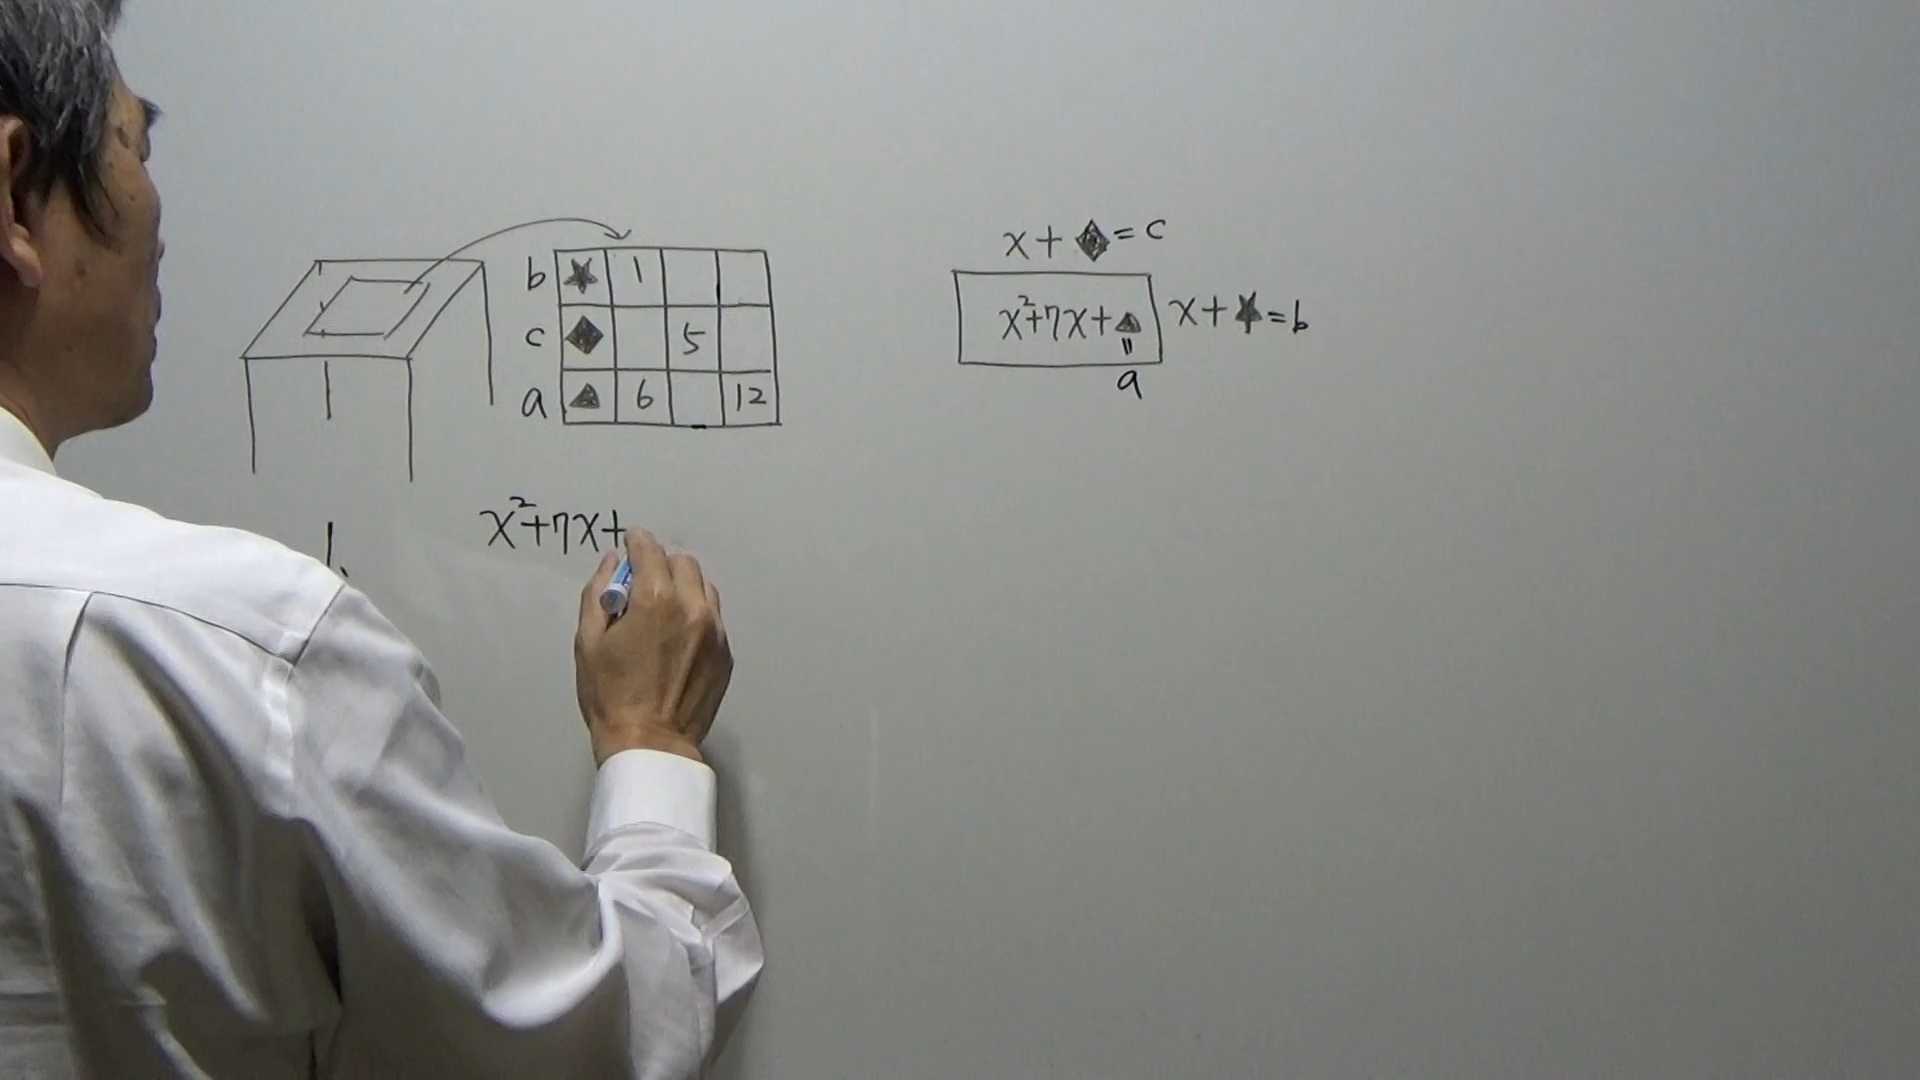 b ★ 1
c ◆ 5
a ▲ 6 12
x + ◆ = c
x²+7x+▲ x+★=b
||
a
x²+7x+